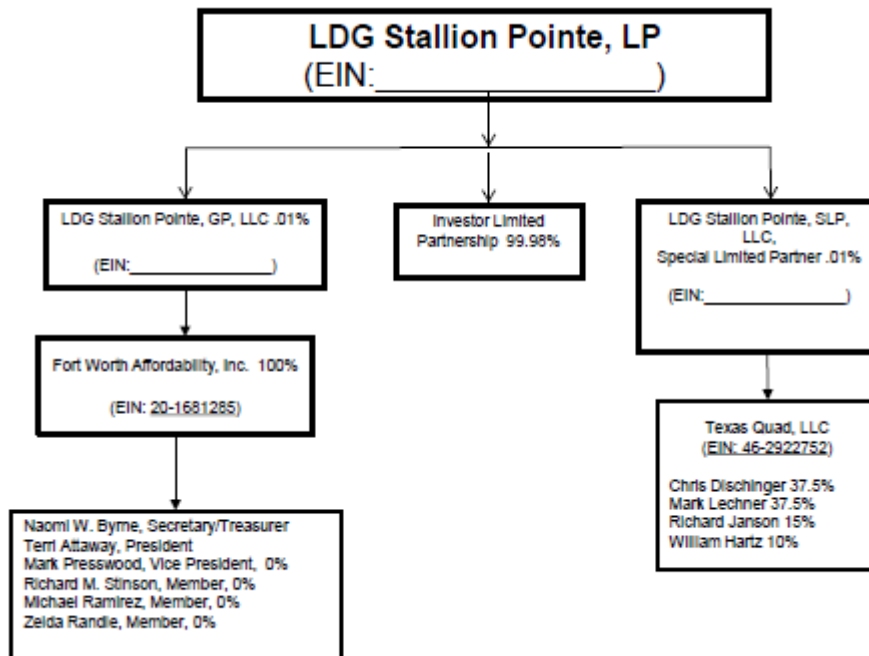 LDG Stallion Pointe, LP
(EIN:________________)
LDG Stallion Pointe, GP, LLC .01%
(EIN:________________)
Investor Limited
Partnership 99.98%
LDG Stallion Pointe, SLP,
LLC,
Special Limited Partner .01%
(EIN:________________)
Fort Worth Affordability, Inc. 100%
(EIN: 20-1681285)
Texas Quad, LLC
(EIN: 46-2922752)
Chris Dischinger 37.5%
Mark Lechner 37.5%
Richard Janson 15%
William Hartz 10%
Naomi W. Byrne, Secretary/Treasurer
Terri Attaway, President
Mark Presswood, Vice President, 0%
Richard M. Stinson, Member, 0%
Michael Ramirez, Member, 0%
Zelda Randle, Member, 0%